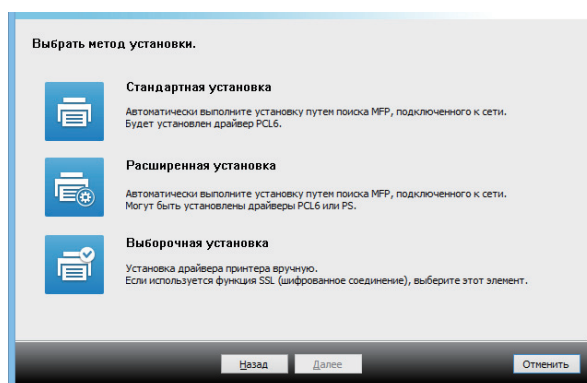 Выбрать метод установки.
Стандартная установка
Автоматически выполните установку путем поиска MFP, подключенного к сети.
Будет установлен драйвер PCL6.
Расширенная установка
Автоматически выполните установку путем поиска MFP, подключенного к сети.
Могут быть установлены драйверы PCL6 или PS.
Выборочная установка
Установка драйвера принтера вручную.
Если используется функция SSL (шифрованное соединение), выберите этот элемент.
Назад Далее Отменить